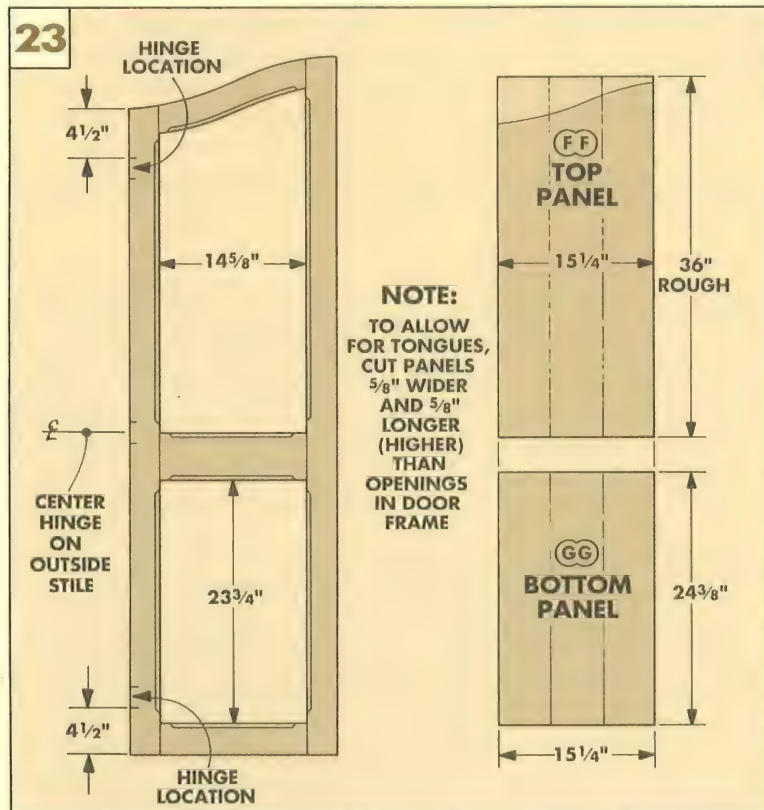 23
HINGE
LOCATION
4½"
14⅝"
℄
CENTER
HINGE
ON
OUTSIDE
STILE
23¾"
4½"
HINGE
LOCATION
NOTE:
TO ALLOW
FOR TONGUES,
CUT PANELS
⅝" WIDER
AND ⅝"
LONGER
(HIGHER)
THAN
OPENINGS
IN DOOR
FRAME
FF
TOP
PANEL
15¼"
36"
ROUGH
GG
BOTTOM
PANEL
24⅜"
15¼"